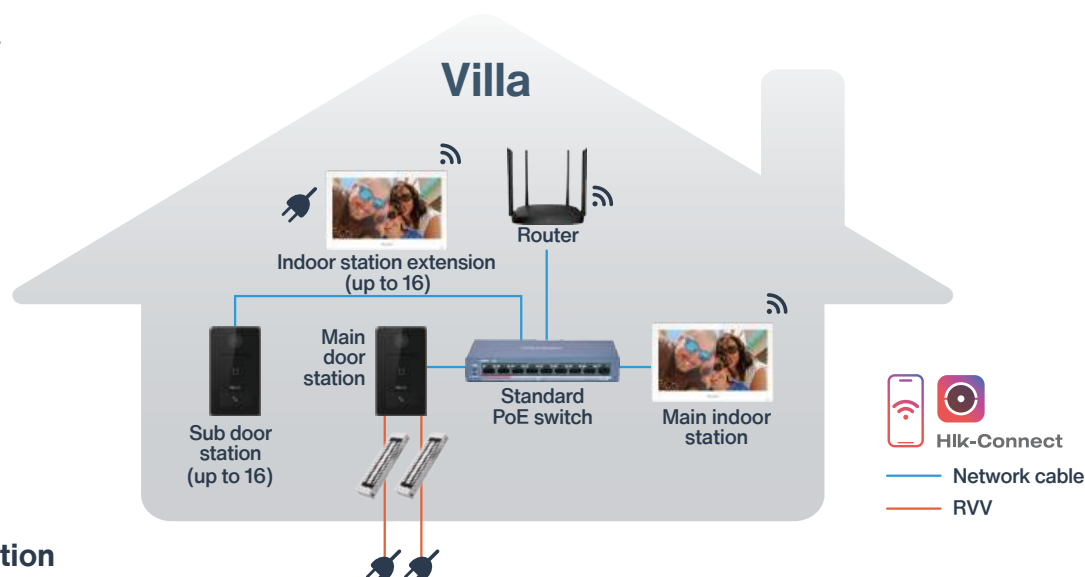 Villa
Router
Indoor station extension
(up to 16)
Main
door
station
Standard
PoE switch
Main indoor
station
Sub door
station
(up to 16)
HIk-Connect
Network cable
RVV
tion